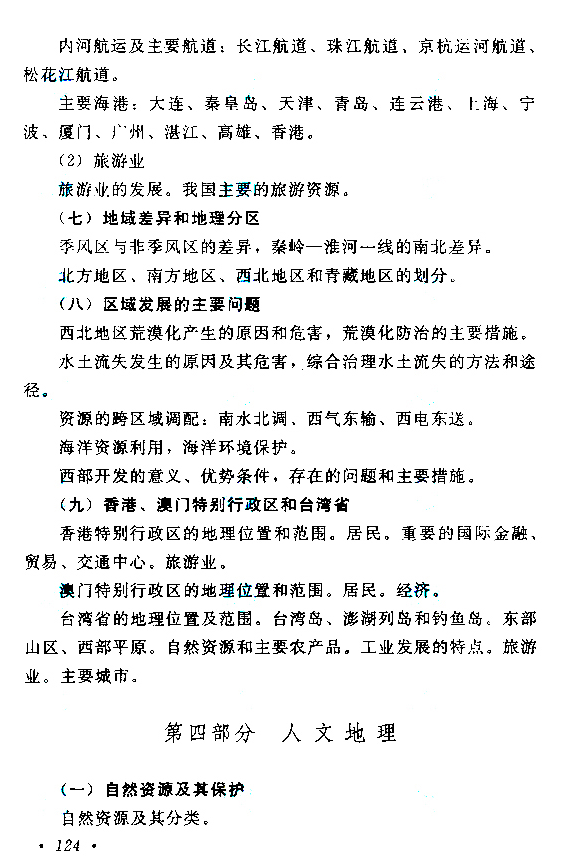 内河航运及主要航道：长江航道、珠江航道、京杭运河航道、
松花江航道。
主要海港：大连、秦皇岛、天津、青岛、连云港、上海、宁
波、厦门、广州、湛江、高雄、香港。
（2）旅游业
旅游业的发展。我国主要的旅游资源。
（七）地域差异和地理分区
季风区与非季风区的差异，秦岭—淮河一线的南北差异。
北方地区、南方地区、西北地区和青藏地区的划分。
（八）区域发展的主要问题
西北地区荒漠化产生的原因和危害，荒漠化防治的主要措施。
水土流失发生的原因及其危害，综合治理水土流失的方法和途
径。
资源的跨区域调配：南水北调、西气东输、西电东送。
海洋资源利用，海洋环境保护。
西部开发的意义、优势条件，存在的问题和主要措施。
（九）香港、澳门特别行政区和台湾省
香港特别行政区的地理位置和范围。居民。重要的国际金融、
贸易、交通中心。旅游业。
澳门特别行政区的地理位置和范围。居民。经济。
台湾省的地理位置及范围。台湾岛、澎湖列岛和钓鱼岛。东部
山区、西部平原。自然资源和主要农产品。工业发展的特点。旅游
业。主要城市。
第四部分 人文地理
（一）自然资源及其保护
自然资源及其分类。
· 124 ·